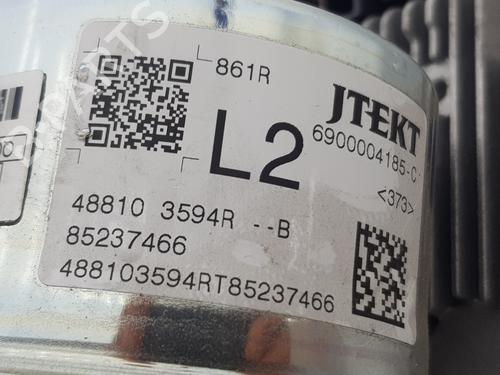 861R
JTEKT
L2
6900004185-C
<373>
48810 3594R --B
85237466
488103594RT85237466